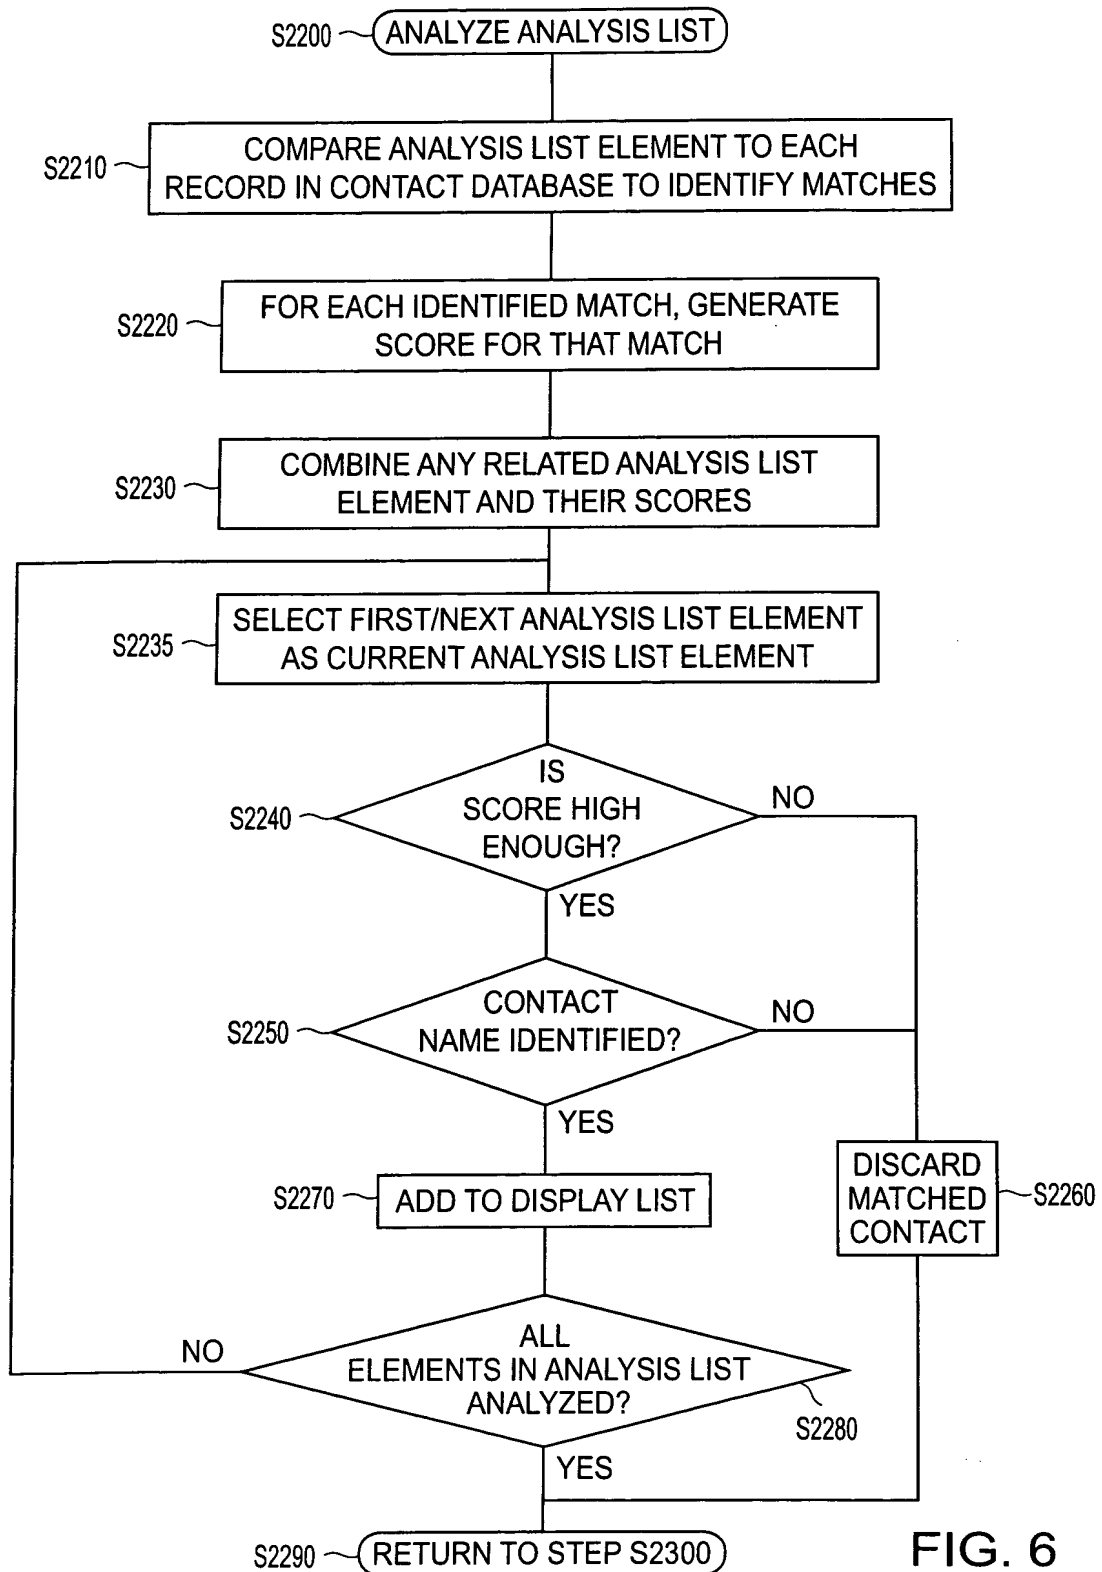 S2200
ANALYZE ANALYSIS LIST
S2210
COMPARE ANALYSIS LIST ELEMENT TO EACH
RECORD IN CONTACT DATABASE TO IDENTIFY MATCHES
S2220
FOR EACH IDENTIFIED MATCH, GENERATE
SCORE FOR THAT MATCH
S2230
COMBINE ANY RELATED ANALYSIS LIST
ELEMENT AND THEIR SCORES
S2235
SELECT FIRST/NEXT ANALYSIS LIST ELEMENT
AS CURRENT ANALYSIS LIST ELEMENT
S2240
IS
SCORE HIGH
ENOUGH?
NO
YES
S2250
CONTACT
NAME IDENTIFIED?
NO
YES
S2270
ADD TO DISPLAY LIST
DISCARD
MATCHED
CONTACT
S2260
NO
ALL
ELEMENTS IN ANALYSIS LIST
ANALYZED?
S2280
YES
S2290
RETURN TO STEP S2300
FIG. 6